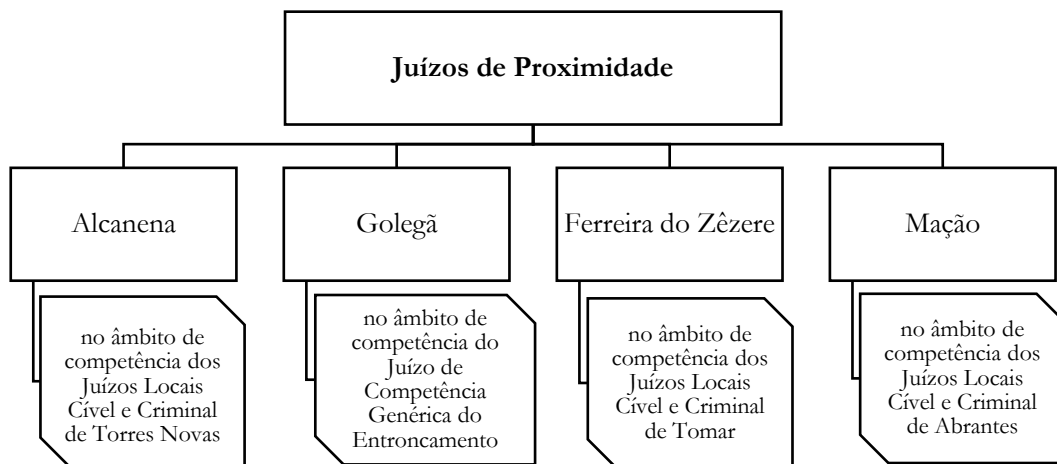 Juízos de Proximidade
Alcanena
no âmbito de
competência dos
Juízos Locais
Cível e Criminal
de Torres Novas
Golegã
no âmbito de
competência do
Juízo de
Competência
Genérica do
Entroncamento
Ferreira do Zêzere
no âmbito de
competência dos
Juízos Locais
Cível e Criminal
de Tomar
Mação
no âmbito de
competência dos
Juízos Locais
Cível e Criminal
de Abrantes